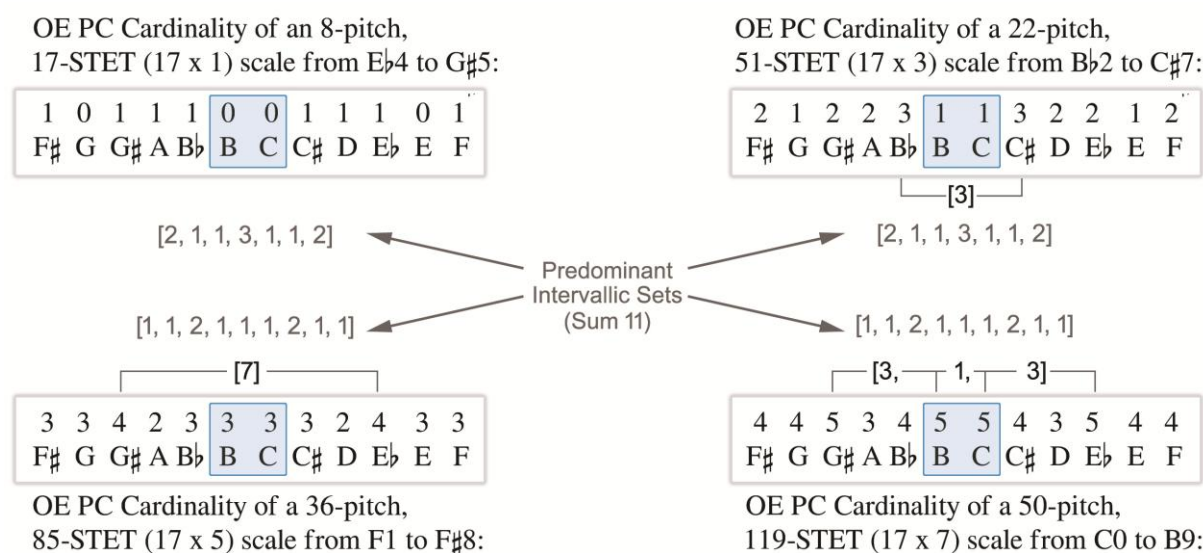 OE PC Cardinality of an 8-pitch,
17-STET (17 x 1) scale from E♭4 to G♯5:
1 0 1 1 1 0 0 1 1 1 0 1
F♯ G G♯ A B♭ B C C♯ D E♭ E F
[2, 1, 1, 3, 1, 1, 2]
OE PC Cardinality of a 22-pitch,
51-STET (17 x 3) scale from B♭2 to C♯7:
2 1 2 2 3 1 1 3 2 2 1 2
F♯ G G♯ A B♭ B C C♯ D E♭ E F
[3]
[2, 1, 1, 3, 1, 1, 2]
Predominant
Intervallic Sets
(Sum 11)
[1, 1, 2, 1, 1, 1, 2, 1, 1]
[7]
3 3 4 2 3 3 3 3 2 4 3 3
F♯ G G♯ A B♭ B C C♯ D E♭ E F
OE PC Cardinality of a 36-pitch,
85-STET (17 x 5) scale from F1 to F♯8:
[1, 1, 2, 1, 1, 1, 2, 1, 1]
[3, 1, 3]
4 4 5 3 4 5 5 4 3 5 4 4
F♯ G G♯ A B♭ B C C♯ D E♭ E F
OE PC Cardinality of a 50-pitch,
119-STET (17 x 7) scale from C0 to B9: